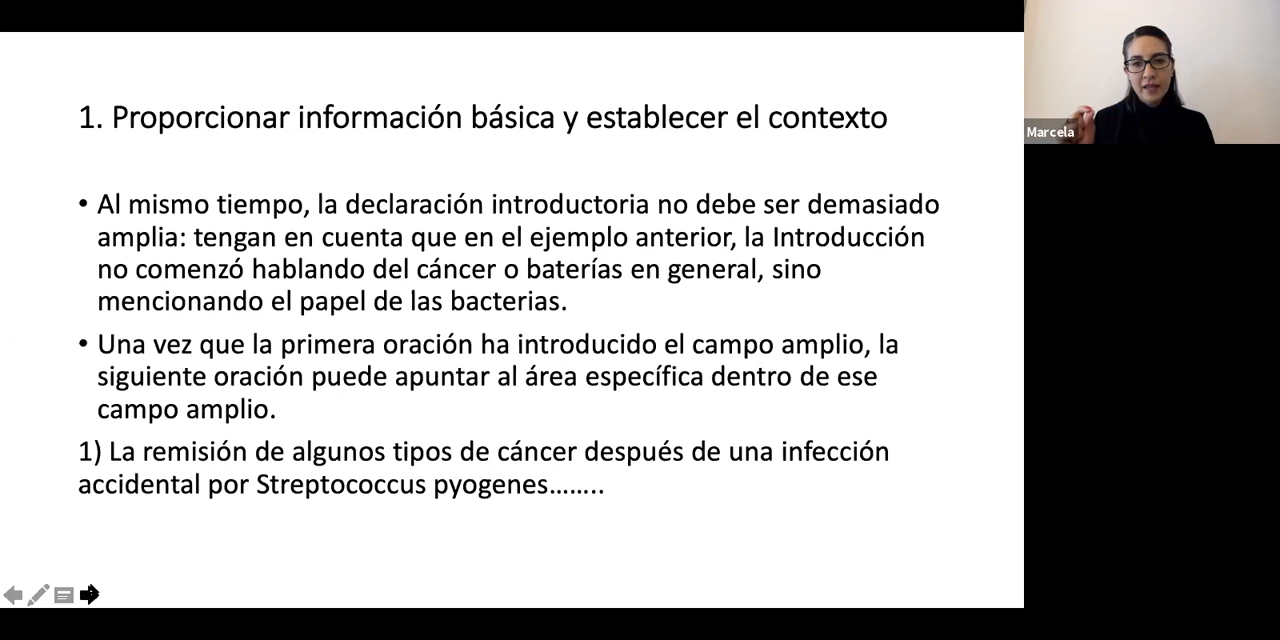 1. Proporcionar información básica y establecer el contexto
• Al mismo tiempo, la declaración introductoria no debe ser demasiado
amplia: tengan en cuenta que en el ejemplo anterior, la Introducción
no comenzó hablando del cáncer o baterías en general, sino
mencionando el papel de las bacterias.
• Una vez que la primera oración ha introducido el campo amplio, la
siguiente oración puede apuntar al área específica dentro de ese
campo amplio.
1) La remisión de algunos tipos de cáncer después de una infección
accidental por Streptococcus pyogenes……..
Marcela